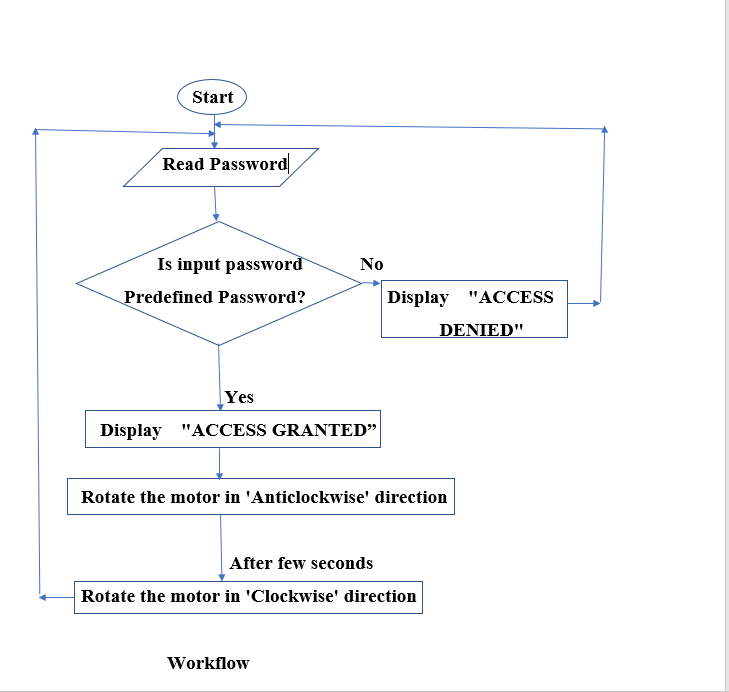 Start
Read Password
Is input password
Predefined Password?
No
Display "ACCESS
DENIED"
Yes
Display "ACCESS GRANTED”
Rotate the motor in 'Anticlockwise' direction
After few seconds
Rotate the motor in 'Clockwise' direction
Workflow